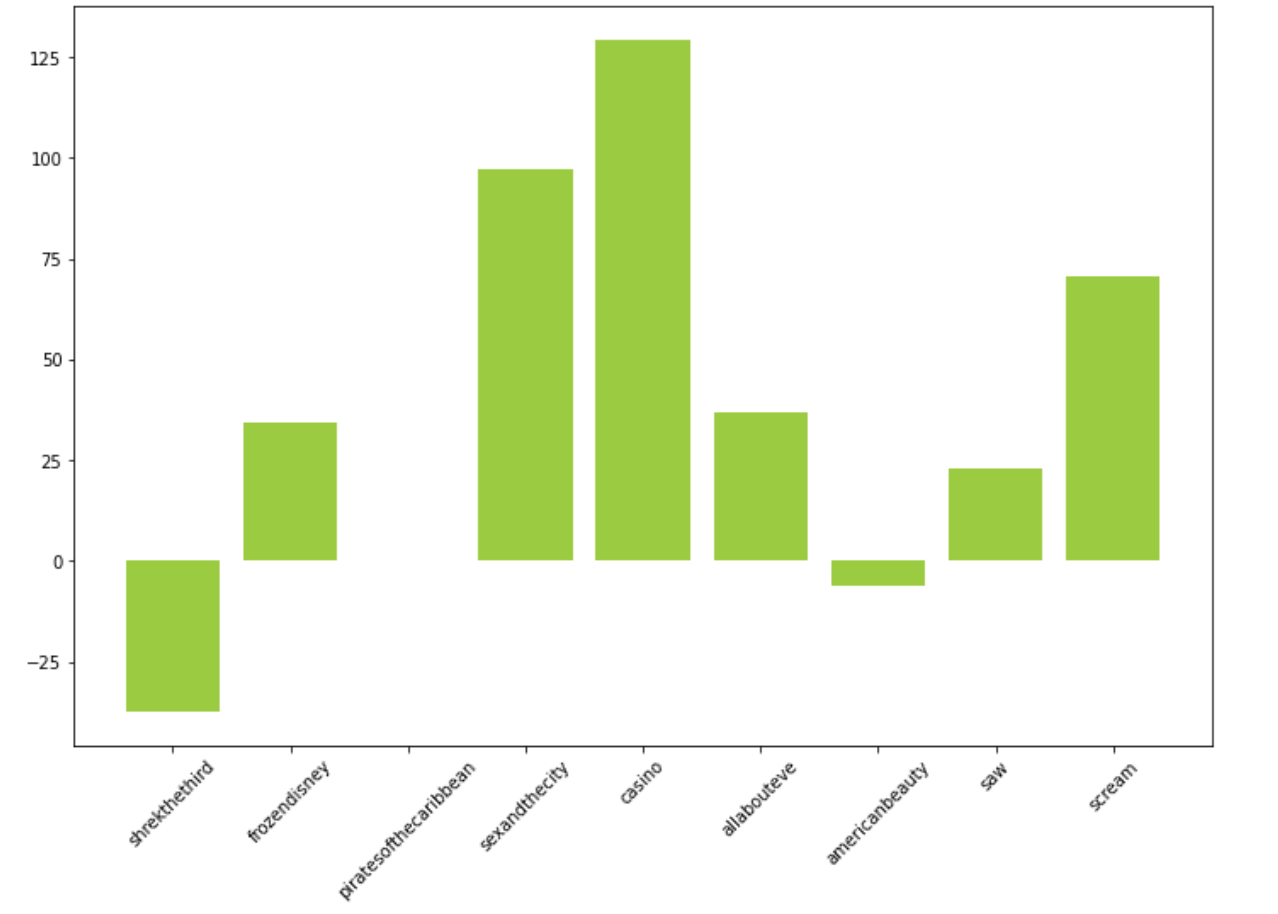 125
100
75
50
25
0
−25
shrekthethird
frozendisney
piratesofthecaribbean
sexandthecity
casino
allabouteve
americanbeauty
saw
scream